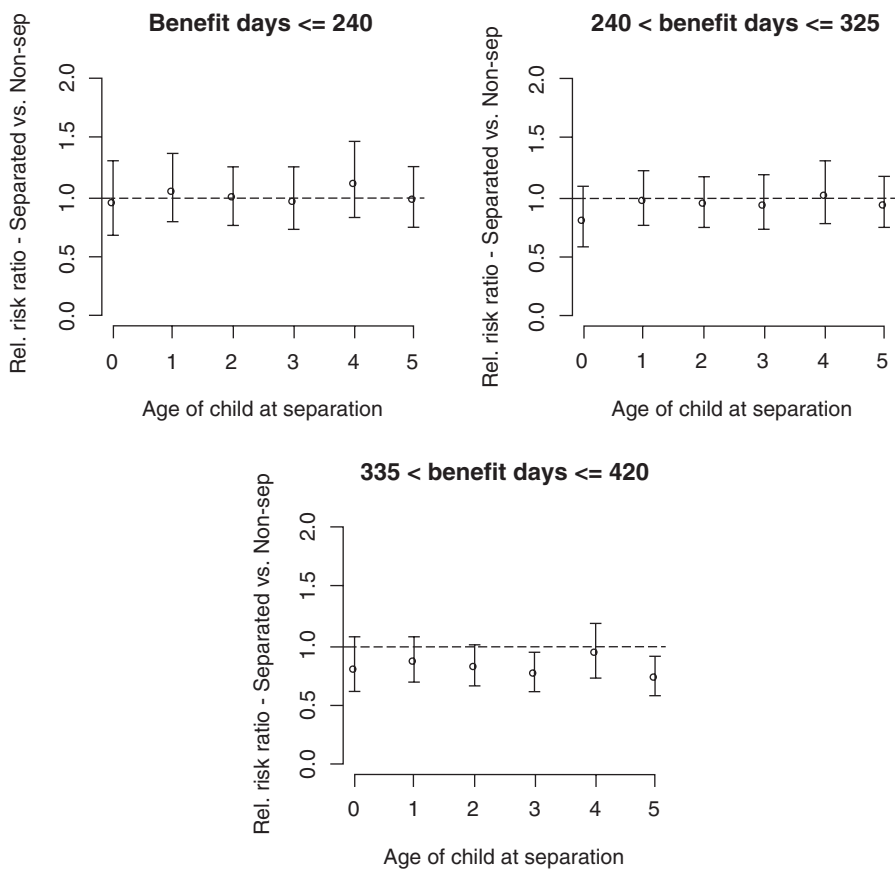 Benefit days <= 240
Rel. risk ratio - Separated vs. Non-sep
2.0
1.5
1.0
0.5
0.0
0 1 2 3 4 5
Age of child at separation
240 < benefit days <= 325
Rel. risk ratio - Separated vs. Non-sep
2.0
1.5
1.0
0.5
0.0
0 1 2 3 4 5
Age of child at separation
335 < benefit days <= 420
Rel. risk ratio - Separated vs. Non-sep
2.0
1.5
1.0
0.5
0.0
0 1 2 3 4 5
Age of child at separation